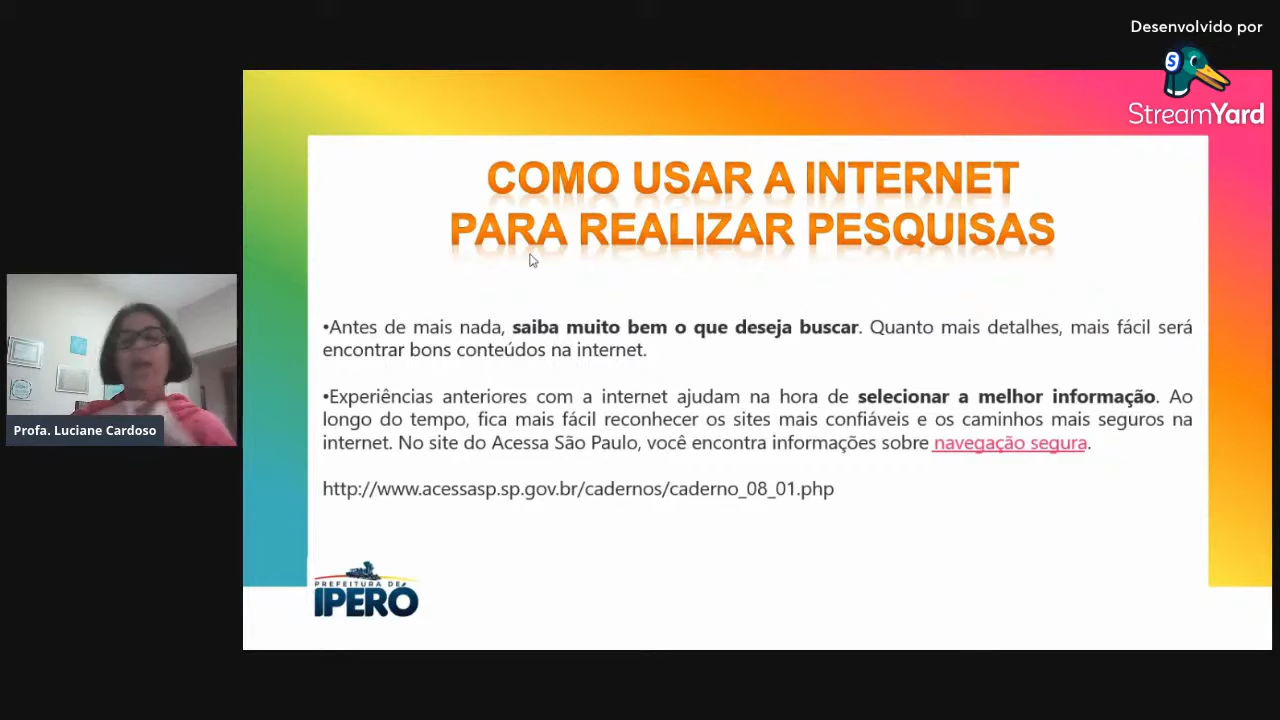 Desenvolvido por
StreamYard
COMO USAR A INTERNET
PARA REALIZAR PESQUISAS
•Antes de mais nada, saiba muito bem o que deseja buscar. Quanto mais detalhes, mais fácil será
encontrar bons conteúdos na internet.
•Experiências anteriores com a internet ajudam na hora de selecionar a melhor informação. Ao
longo do tempo, fica mais fácil reconhecer os sites mais confiáveis e os caminhos mais seguros na
internet. No site do Acessa São Paulo, você encontra informações sobre navegação segura.
http://www.acessasp.sp.gov.br/cadernos/caderno_08_01.php
Profa. Luciane Cardoso
PREFEITURA DE
IPERÓ